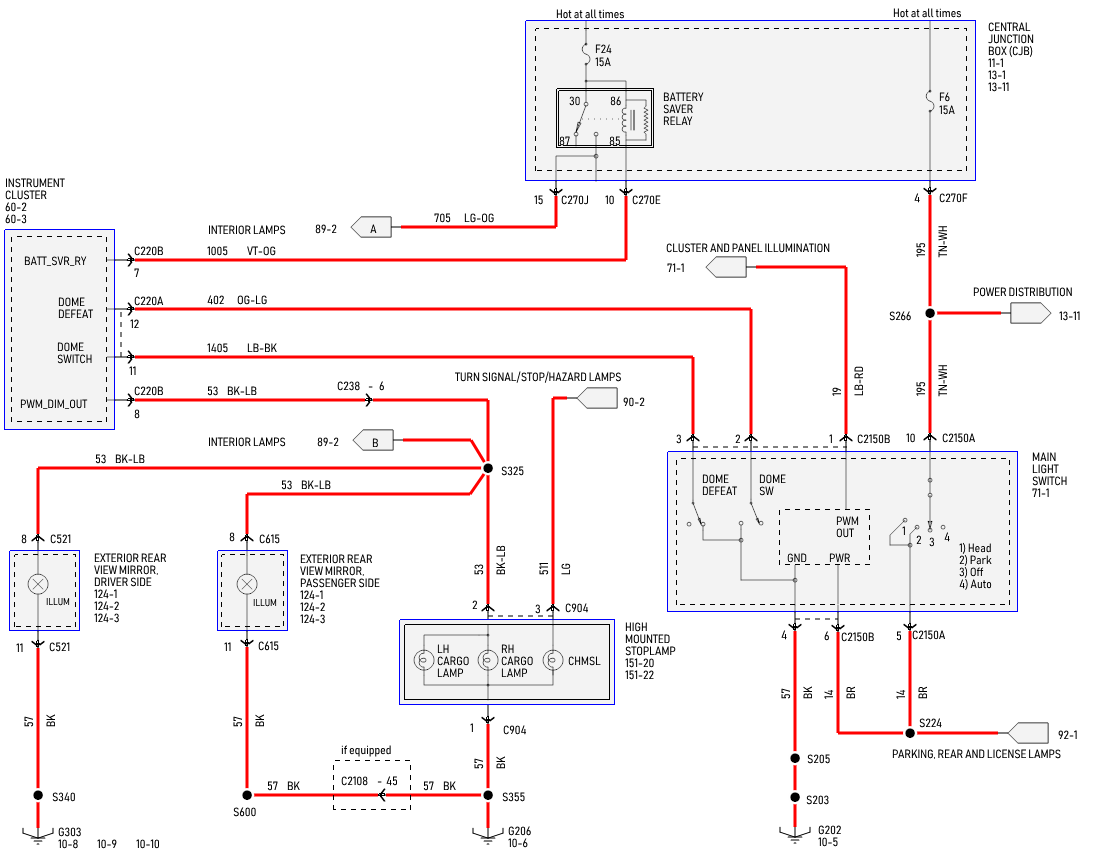 Hot at all times
Hot at all times
CENTRAL
JUNCTION
BOX (CJB)
11-1
13-1
13-11
F24
15A
F6
15A
BATTERY
SAVER
RELAY
30
86
87
85
15
C270J
10
C270E
4
C270F
INSTRUMENT
CLUSTER
60-2
60-3
BATT_SVR_RY
DOME
DEFEAT
DOME
SWITCH
PWM_DIM_OUT
C220B
7
C220A
12
11
C220B
8
INTERIOR LAMPS
89-2
A
705 LG-OG
1005 VT-OG
402 OG-LG
1405 LB-BK
53 BK-LB
C238 - 6
CLUSTER AND PANEL ILLUMINATION
71-1
195
TN-WH
POWER DISTRIBUTION
S266
13-11
19
LB-RD
195
TN-WH
TURN SIGNAL/STOP/HAZARD LAMPS
90-2
INTERIOR LAMPS
89-2
B
53 BK-LB
S325
53 BK-LB
3
2
1
C2150B
10
C2150A
MAIN
LIGHT
SWITCH
71-1
DOME
DEFEAT
DOME
SW
PWM
OUT
GND
PWR
1
2
3
4
1) Head
2) Park
3) Off
4) Auto
8
C521
8
C615
EXTERIOR REAR
VIEW MIRROR,
DRIVER SIDE
124-1
124-2
124-3
ILLUM
EXTERIOR REAR
VIEW MIRROR,
PASSENGER SIDE
124-1
124-2
124-3
ILLUM
11
C521
11
C615
53
BK-LB
511
LG
2
3
C904
HIGH
MOUNTED
STOPLAMP
151-20
151-22
LH
CARGO
LAMP
RH
CARGO
LAMP
CHMSL
1
C904
4
6
C2150B
5
C2150A
57
BK
57
BK
57
BK
57
BK
14
BR
14
BR
S224
92-1
PARKING, REAR AND LICENSE LAMPS
S205
S203
if equipped
C2108 - 45
57 BK
57 BK
S340
S600
S355
G303
10-8 10-9 10-10
G206
10-6
G202
10-5